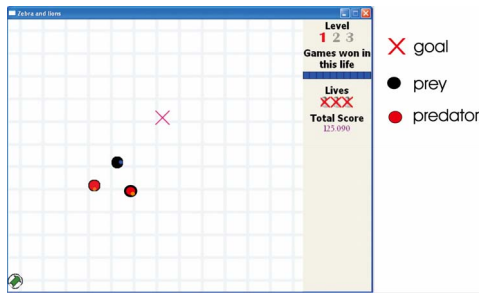 Zebra and lions
Level
1 2 3
Games won in
this life
Lives
XXX
Total Score
125.090
goal
prey
predator